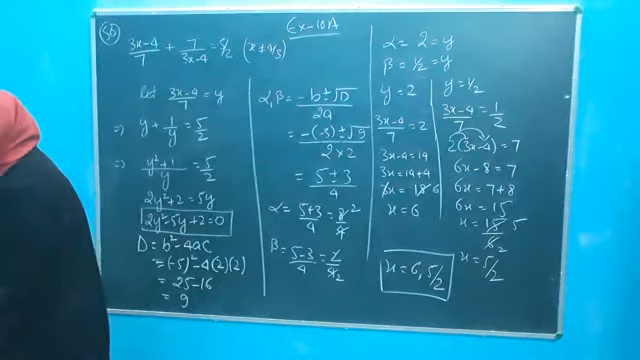 Ex-10A
(3x-4)/7 + 7/(3x-4) = 5/2 (x ≠ 4/3)
let (3x-4)/7 = y
⇒ y + 1/y = 5/2
⇒ (y²+1)/y = 5/2
2y²+2 = 5y
2y²-5y+2=0
D = b²-4ac
= (-5)²-4(2)(2)
= 25-16
= 9
α,β = (-b±√D)/2a
= (-(-5)±√9)/(2×2)
= (5±3)/4
α = (5+3)/4 = 8/4 2
β = (5-3)/4 = 2/4 2
α = 2 = y
β = 1/2 = y
y = 2
(3x-4)/7 = 2
3x-4 = 14
3x = 14+4
x = 6
y = 1/2
(3x-4)/7 = 1/2
2(3x-4) = 7
6x-8 = 7
6x = 7+8
6x = 15
x = 15/6 5 2
x = 5/2
x = 6, 5/2